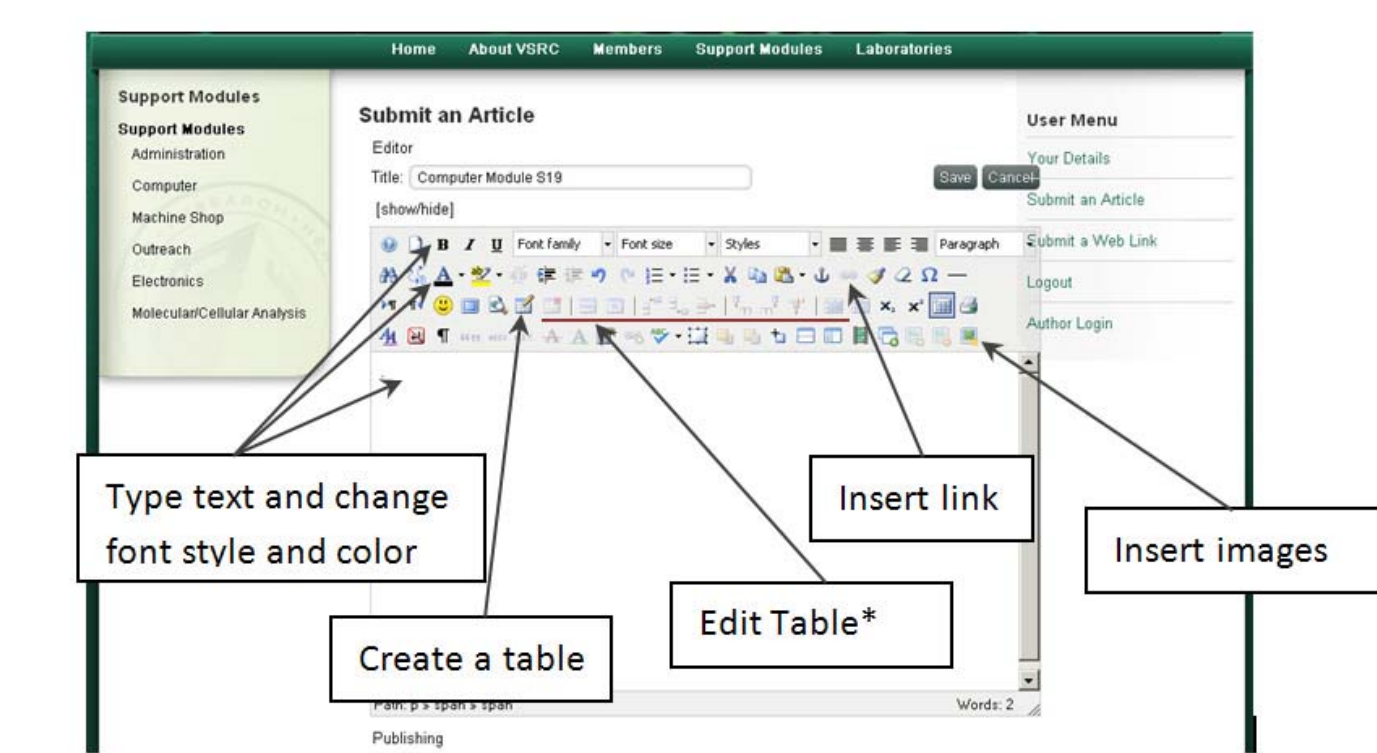 Home About VSRC Members Support Modules Laboratories
Support Modules
Support Modules
Administration
Computer
Machine Shop
Outreach
Electronics
Molecular/Cellular Analysis
Submit an Article
Editor
Title: Computer Module S19
Save Cancel
[show/hide]
B I U Font family Font size Styles Paragraph
Path: p » span » span
Words: 2
Publishing
User Menu
Your Details
Submit an Article
Submit a Web Link
Logout
Author Login
Type text and change
font style and color
Create a table
Edit Table*
Insert link
Insert images